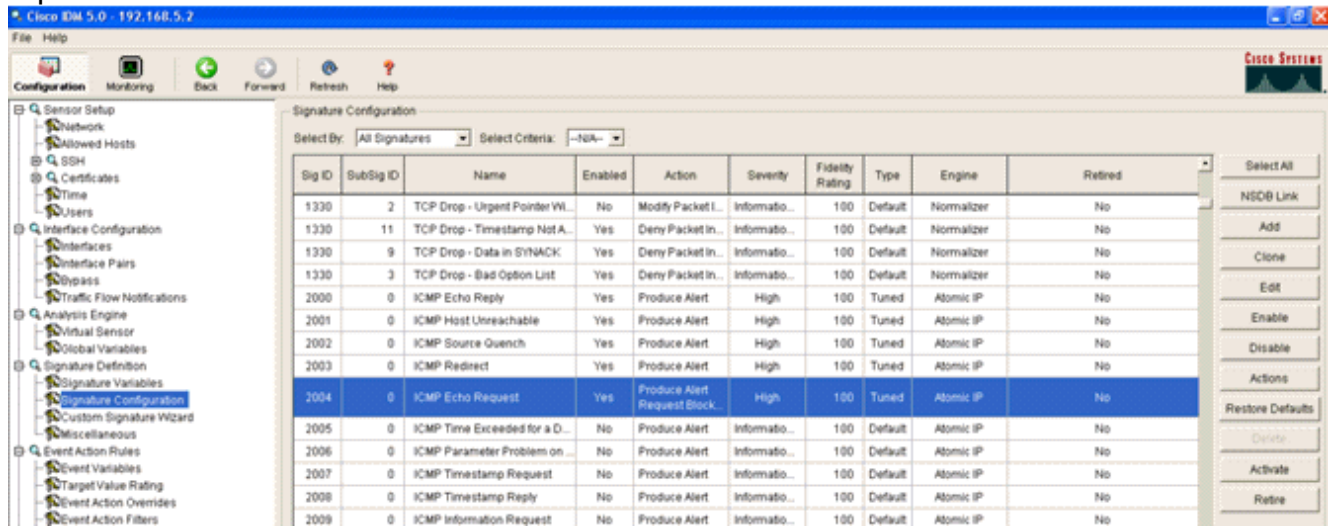 Cisco IDM 5.0 - 192.168.5.2
File Help
Configuration Monitoring Back Forward Refresh Help
CISCO SYSTEMS
Sensor Setup
Network
Allowed Hosts
SSH
Certificates
Time
Users
Interface Configuration
Interfaces
Interface Pairs
Bypass
Traffic Flow Notifications
Analysis Engine
Virtual Sensor
Global Variables
Signature Definition
Signature Variables
Signature Configuration
Custom Signature Wizard
Miscellaneous
Event Action Rules
Event Variables
Target Value Rating
Event Action Overrides
Event Action Filters
Signature Configuration
Select By: All Signatures Select Criteria: --N/A--
Sig ID SubSig ID Name Enabled Action Severity Fidelity Rating Type Engine Retired
1330 2 TCP Drop - Urgent Pointer Wi... No Modify Packet I... Informatio... 100 Default Normalizer No
1330 11 TCP Drop - Timestamp Not A... Yes Deny Packet In... Informatio... 100 Default Normalizer No
1330 9 TCP Drop - Data in SYNACK Yes Deny Packet In... Informatio... 100 Default Normalizer No
1330 3 TCP Drop - Bad Option List Yes Deny Packet In... Informatio... 100 Default Normalizer No
2000 0 ICMP Echo Reply Yes Produce Alert High 100 Tuned Atomic IP No
2001 0 ICMP Host Unreachable Yes Produce Alert High 100 Tuned Atomic IP No
2002 0 ICMP Source Quench Yes Produce Alert High 100 Tuned Atomic IP No
2003 0 ICMP Redirect Yes Produce Alert High 100 Tuned Atomic IP No
2004 0 ICMP Echo Request Yes Produce Alert Request Block... High 100 Tuned Atomic IP No
2005 0 ICMP Time Exceeded for a D... No Produce Alert Informatio... 100 Default Atomic IP No
2006 0 ICMP Parameter Problem on ... No Produce Alert Informatio... 100 Default Atomic IP No
2007 0 ICMP Timestamp Request No Produce Alert Informatio... 100 Default Atomic IP No
2008 0 ICMP Timestamp Reply No Produce Alert Informatio... 100 Default Atomic IP No
2009 0 ICMP Information Request No Produce Alert Informatio... 100 Default Atomic IP No
Select All
NSDB Link
Add
Clone
Edit
Enable
Disable
Actions
Restore Defaults
Delete
Activate
Retire